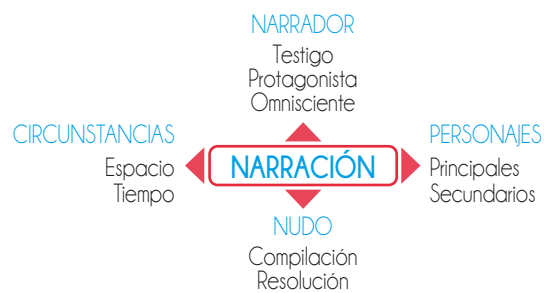 NARRADOR
Testigo
Protagonista
Omnisciente
CIRCUNSTANCIAS
Espacio
Tiempo
NARRACIÓN
PERSONAJES
Principales
Secundarios
NUDO
Compilación
Resolución